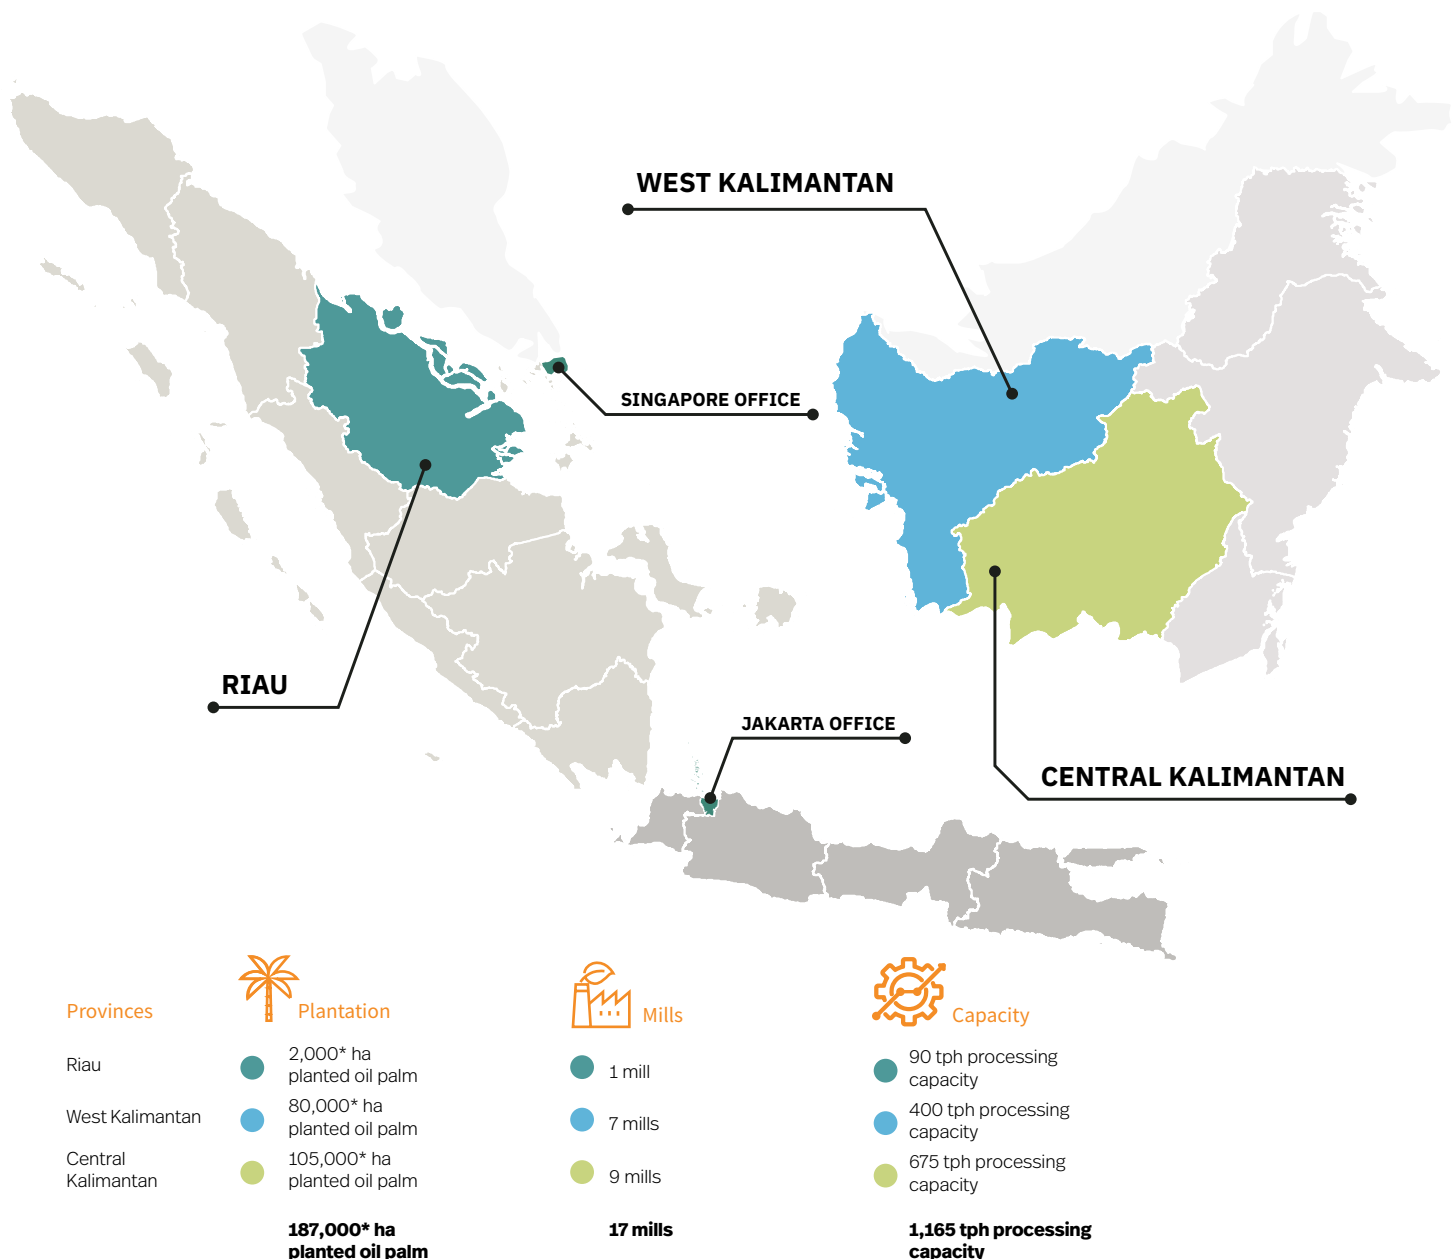 WEST KALIMANTAN
SINGAPORE OFFICE
RIAU
JAKARTA OFFICE
CENTRAL KALIMANTAN
Provinces
Plantation
Mills
Capacity
Riau
2,000* ha
planted oil palm
1 mill
90 tph processing
capacity
West Kalimantan
80,000* ha
planted oil palm
7 mills
400 tph processing
capacity
Central
Kalimantan
105,000* ha
planted oil palm
9 mills
675 tph processing
capacity
187,000* ha
planted oil palm
17 mills
1,165 tph processing
capacity